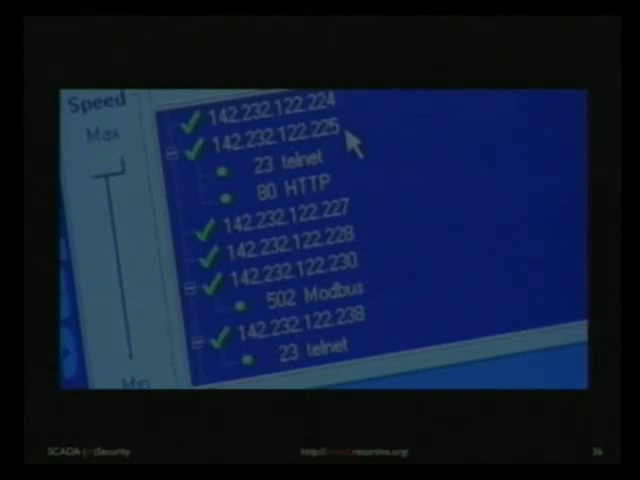 Speed
Max
142.232.122.224
142.232.122.225
23 telnet
80 HTTP
142.232.122.227
142.232.122.228
142.232.122.230
502 Modbus
142.232.122.238
23 telnet
Min
SCADA
Security
36